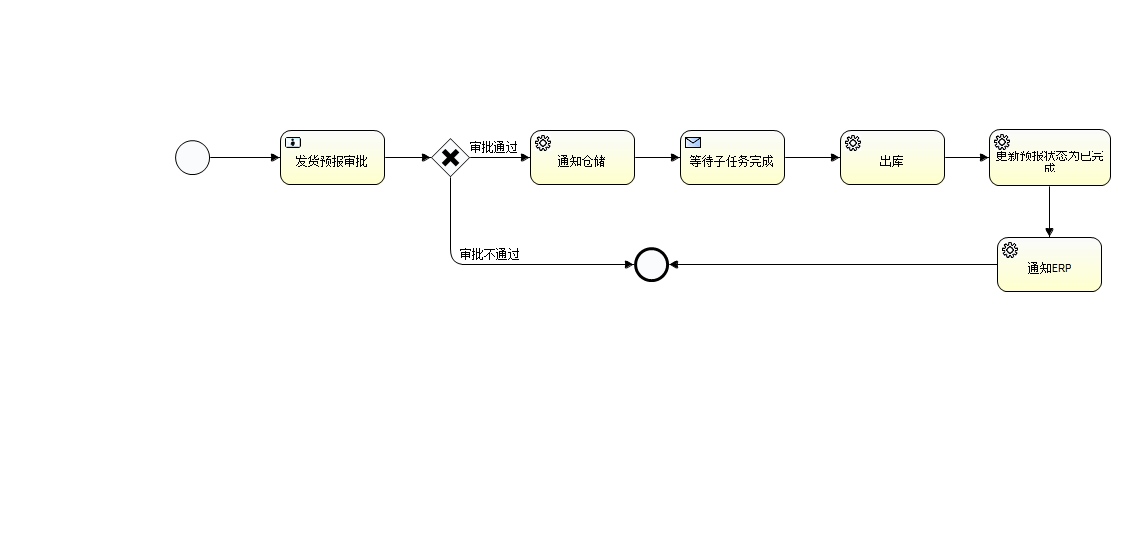 发货预报审批
审批通过
通知仓储
等待子任务完成
出库
更新预报状态为已完
成
审批不通过
通知ERP